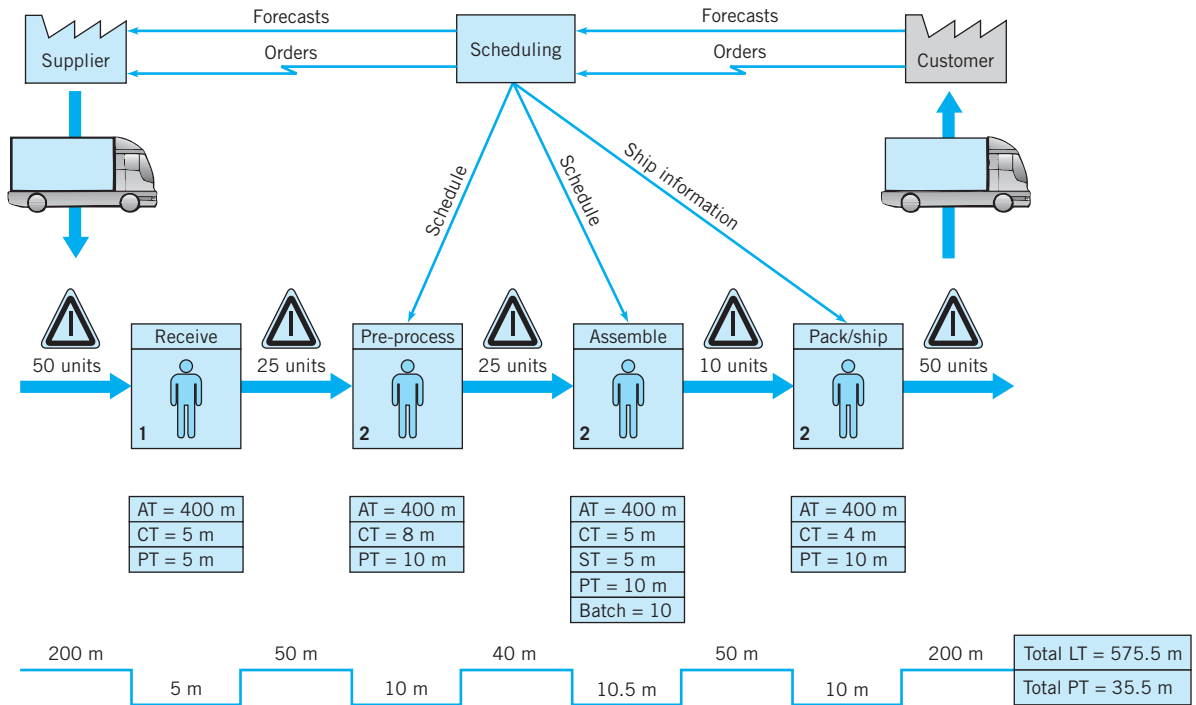 Forecasts
Forecasts
Supplier
Scheduling
Customer
Orders
Orders
Schedule
Schedule
Ship information
50 units
Receive
1
25 units
Pre-process
2
25 units
Assemble
2
10 units
Pack/ship
2
50 units
AT = 400 m
CT = 5 m
PT = 5 m
AT = 400 m
CT = 8 m
PT = 10 m
AT = 400 m
CT = 5 m
ST = 5 m
PT = 10 m
Batch = 10
AT = 400 m
CT = 4 m
PT = 10 m
200 m
5 m
50 m
10 m
40 m
10.5 m
50 m
10 m
200 m
Total LT = 575.5 m
Total PT = 35.5 m